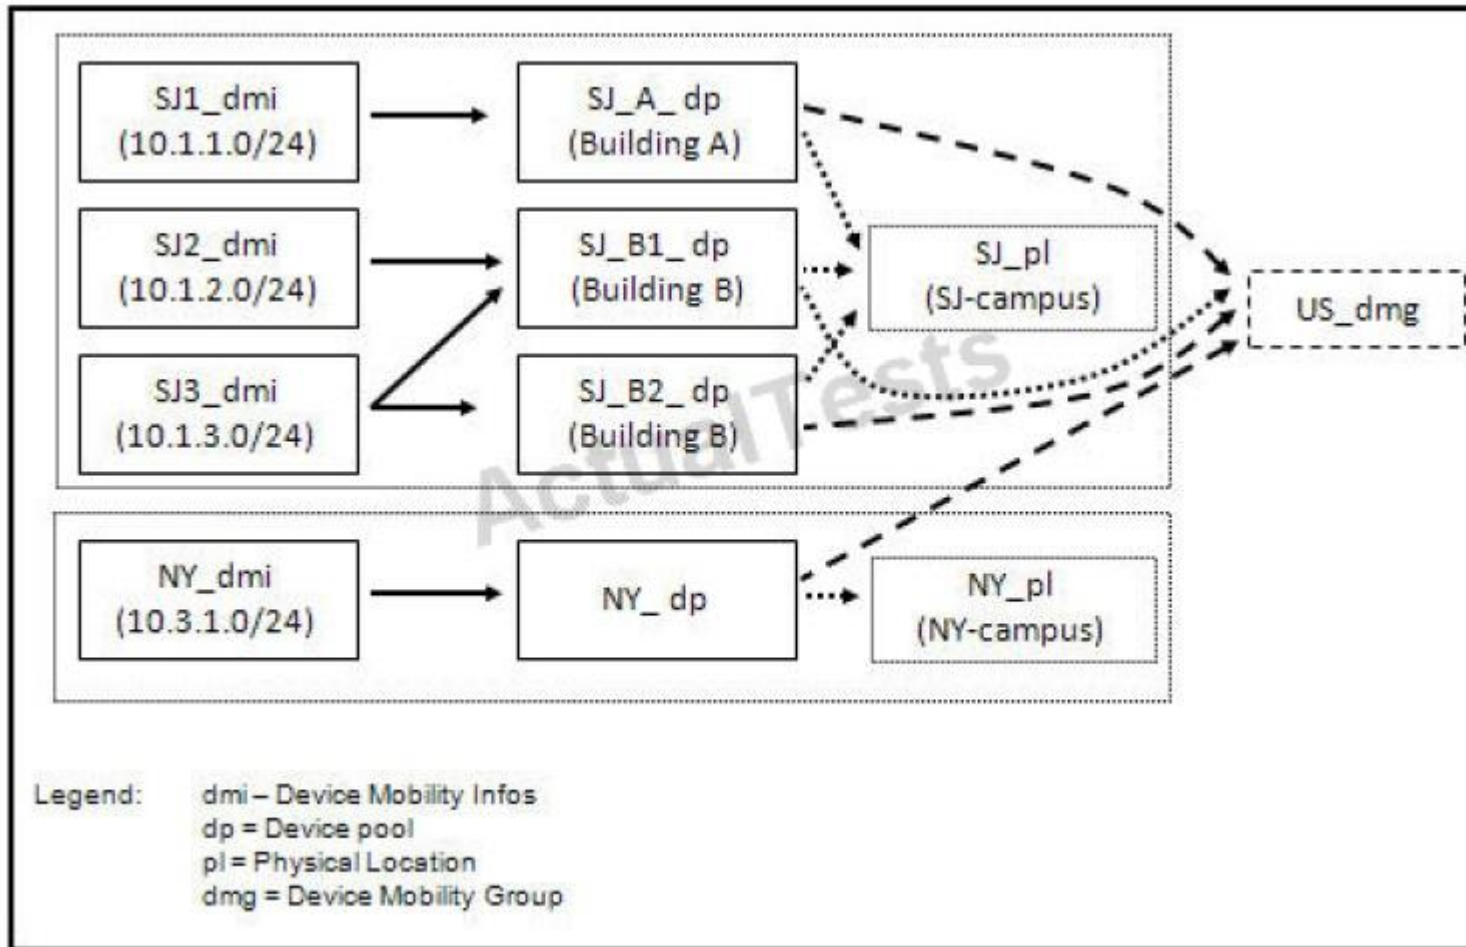 SJ1_dmi
(10.1.1.0/24)
SJ_A_ dp
(Building A)
SJ2_dmi
(10.1.2.0/24)
SJ_B1_ dp
(Building B)
SJ_pl
(SJ-campus)
US_dmg
SJ3_dmi
(10.1.3.0/24)
SJ_B2_ dp
(Building B)
ActualTests
NY_dmi
(10.3.1.0/24)
NY_ dp
NY_pl
(NY-campus)
Legend: dmi – Device Mobility Infos
dp = Device pool
pl = Physical Location
dmg = Device Mobility Group